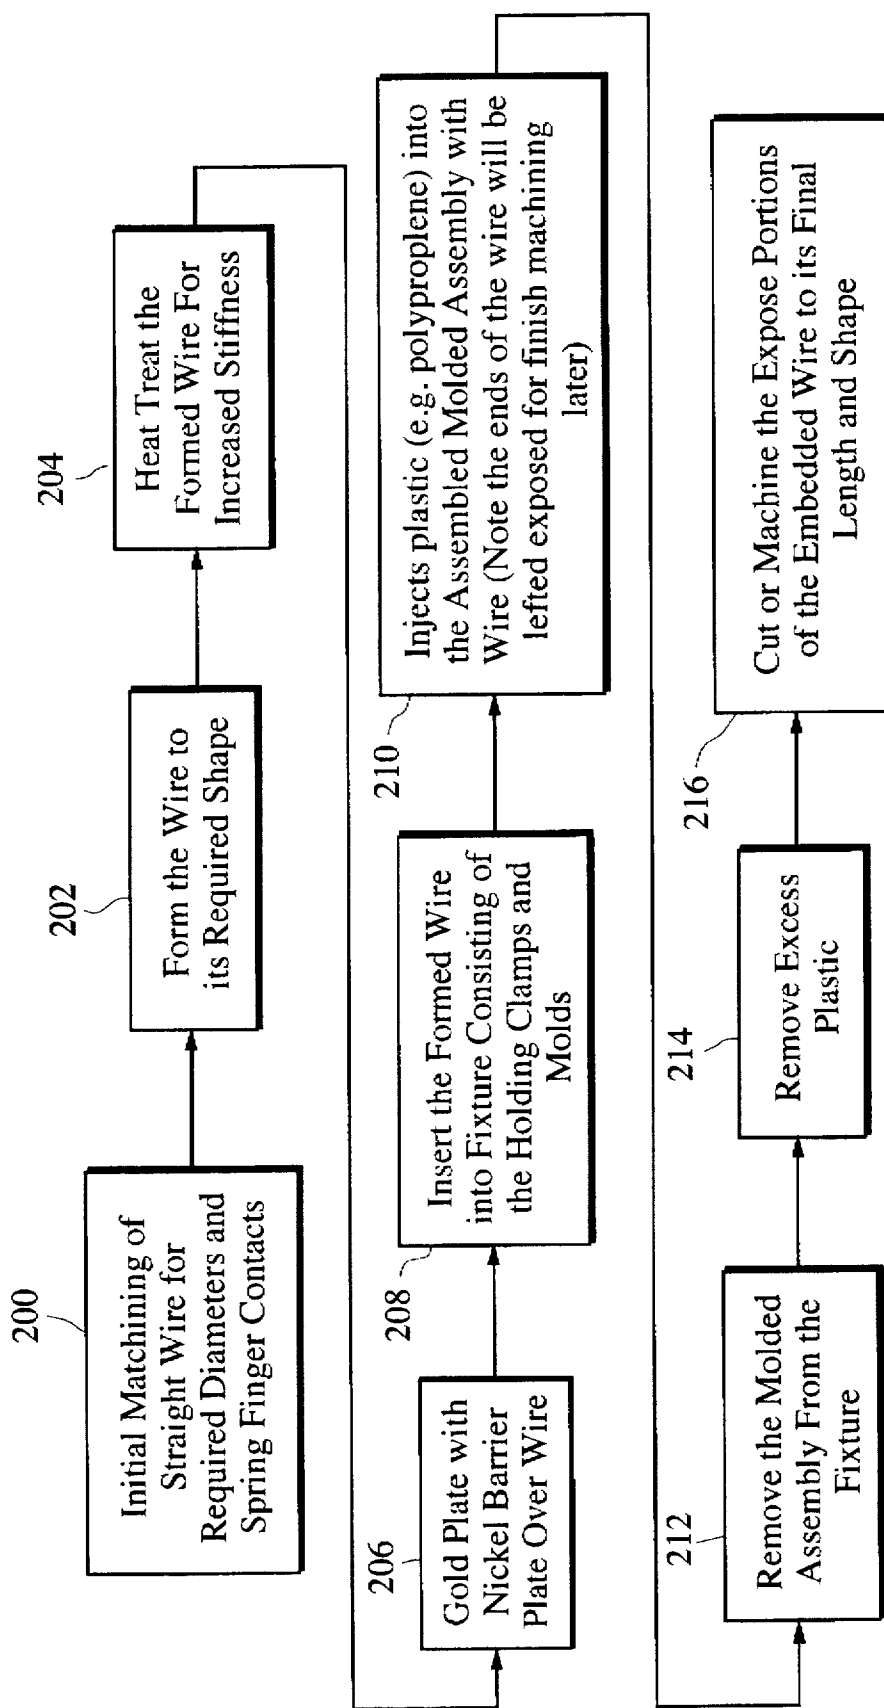 200
Initial Matchining of
Straight Wire for
Required Diameters and
Spring Finger Contacts
202
Form the Wire to
its Required Shape
204
Heat Treat the
Formed Wire For
Increased Stiffness
206
Gold Plate with
Nickel Barrier
Plate Over Wire
208
Insert the Formed Wire
into Fixture Consisting of
the Holding Clamps and
Molds
210
Injects plastic (e.g. polyproplene) into
the Assembled Molded Assembly with
Wire (Note the ends of the wire will be
lefted exposed for finish machining
later)
212
Remove the Molded
Assembly From the
Fixture
214
Remove Excess
Plastic
216
Cut or Machine the Expose Portions
of the Embedded Wire to its Final
Length and Shape